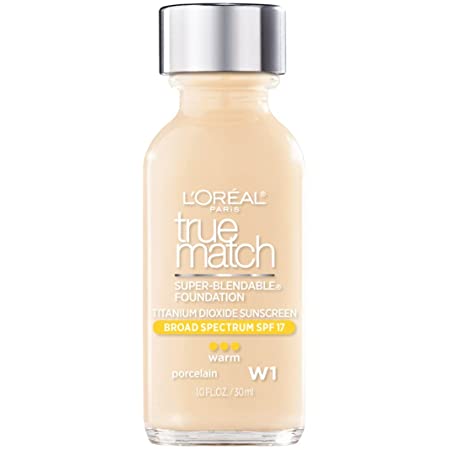 L'ORÉAL
PARIS
true
match
SUPER-BLENDABLE®
FOUNDATION
TITANIUM DIOXIDE SUNSCREEN
BROAD SPECTRUM SPF 17
warm
porcelain W1
1.0 FL.OZ. / 30 ml